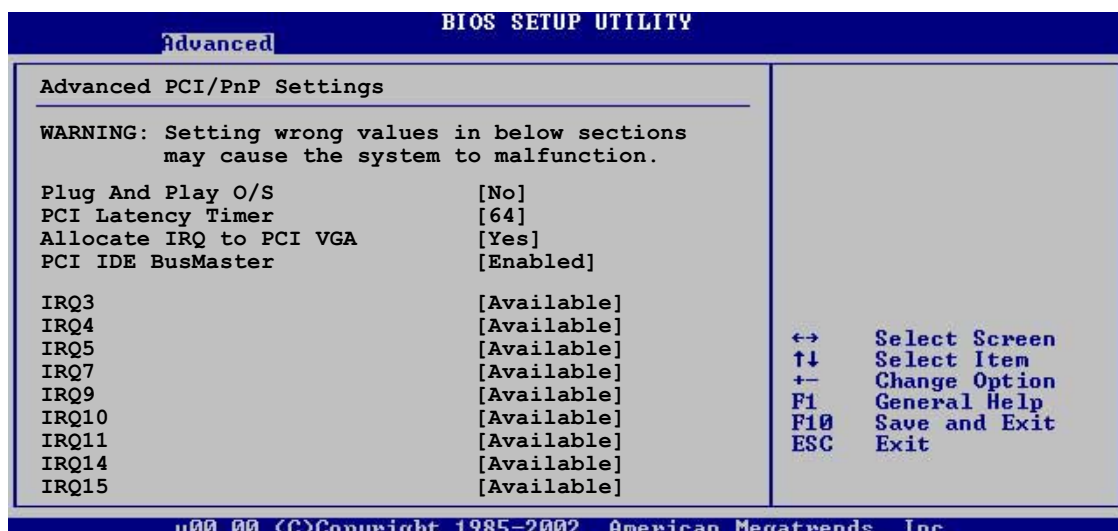 BIOS SETUP UTILITY
Advanced
Advanced PCI/PnP Settings
WARNING: Setting wrong values in below sections
may cause the system to malfunction.
Plug And Play O/S [No]
PCI Latency Timer [64]
Allocate IRQ to PCI VGA [Yes]
PCI IDE BusMaster [Enabled]
IRQ3 [Available]
IRQ4 [Available]
IRQ5 [Available]
IRQ7 [Available]
IRQ9 [Available]
IRQ10 [Available]
IRQ11 [Available]
IRQ14 [Available]
IRQ15 [Available]
←→ Select Screen
↑↓ Select Item
+- Change Option
F1 General Help
F10 Save and Exit
ESC Exit
v00.00 (C)Copyright 1985-2002, American Megatrends, Inc.